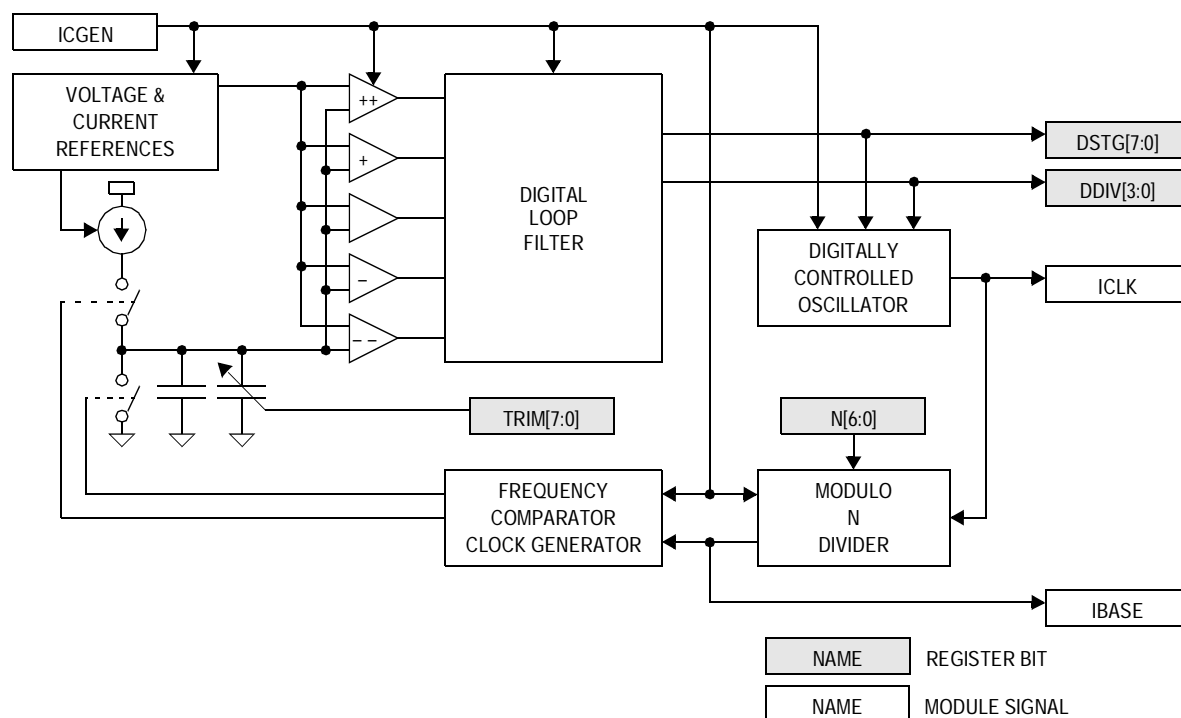 ICGEN
VOLTAGE &
CURRENT
REFERENCES
++
+
−
− −
DIGITAL
LOOP
FILTER
DSTG[7:0]
DDIV[3:0]
DIGITALLY
CONTROLLED
OSCILLATOR
ICLK
TRIM[7:0]
N[6:0]
FREQUENCY
COMPARATOR
CLOCK GENERATOR
MODULO
N
DIVIDER
IBASE
NAME REGISTER BIT
NAME MODULE SIGNAL